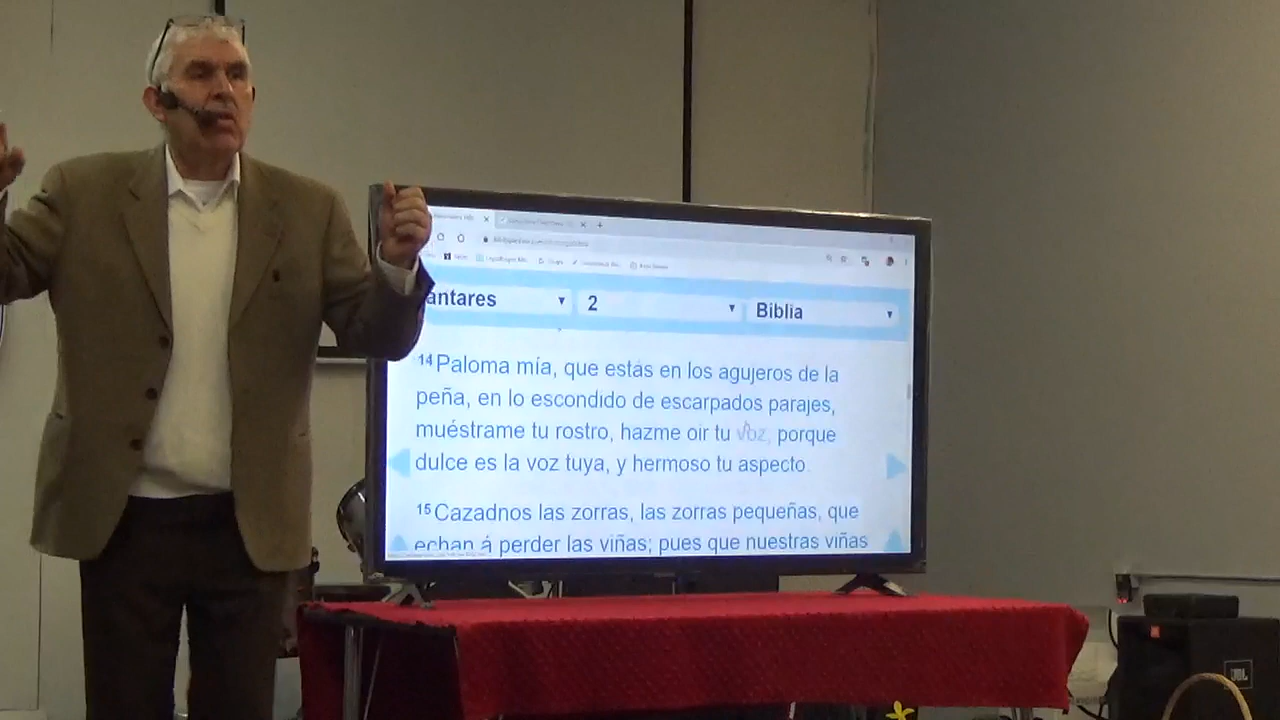 antares
2
Biblia
14 Paloma mía, que estás en los agujeros de la
peña, en lo escondido de escarpados parajes,
muéstrame tu rostro, hazme oir tu voz, porque
dulce es la voz tuya, y hermoso tu aspecto.
15 Cazadnos las zorras, las zorras pequeñas, que
echan á perder las viñas; pues que nuestras viñas
JBL